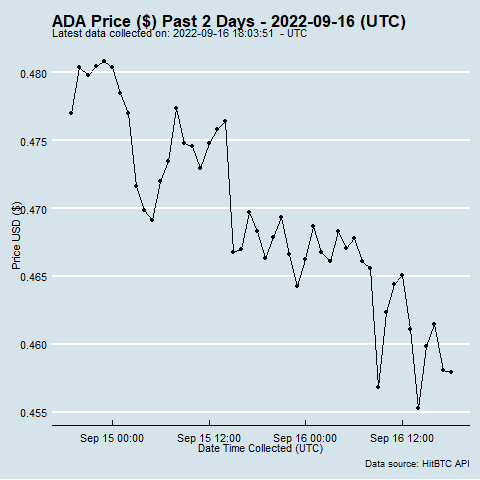 ADA Price ($) Past 2 Days - 2022-09-16 (UTC)
Latest data collected on: 2022-09-16 18:03:51  - UTC
0.480
0.475
0.470
0.465
0.460
0.455
Price USD ($)
Sep 15 00:00 Sep 15 12:00 Sep 16 00:00 Sep 16 12:00
Date Time Collected (UTC)
Data source: HitBTC API